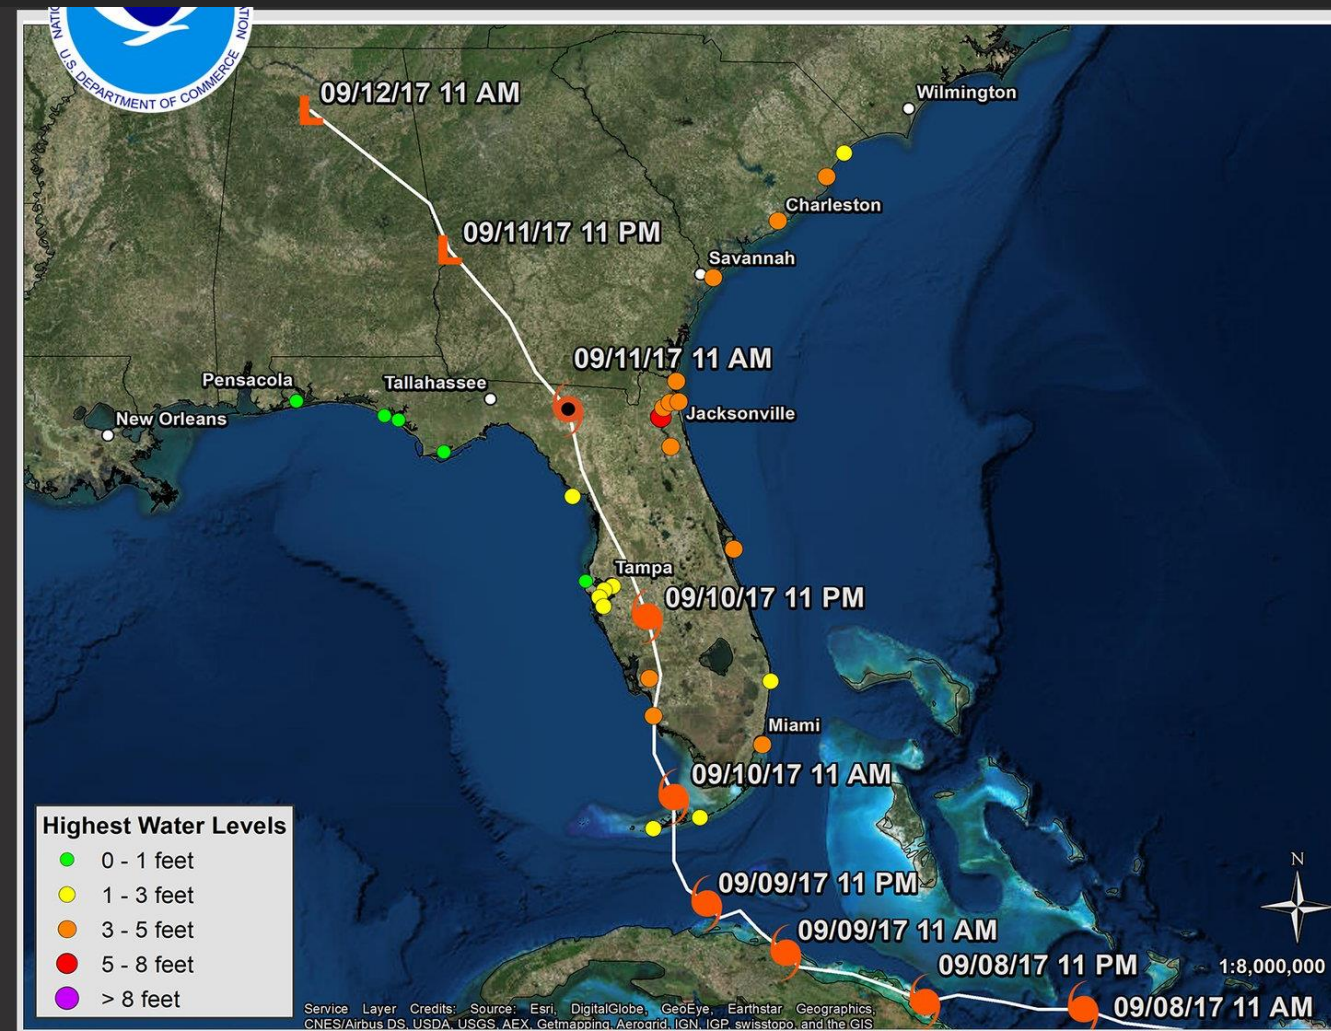 U.S. DEPARTMENT OF COMMERCE
09/12/17 11 AM
Wilmington
Charleston
09/11/17 11 PM
Savannah
09/11/17 11 AM
Pensacola
Tallahassee
Jacksonville
New Orleans
Tampa
09/10/17 11 PM
Miami
09/10/17 11 AM
Highest Water Levels
0 - 1 feet
1 - 3 feet
3 - 5 feet
5 - 8 feet
> 8 feet
09/09/17 11 PM
09/09/17 11 AM
09/08/17 11 PM
09/08/17 11 AM
N
1:8,000,000
Service Layer Credits: Source: Esri, DigitalGlobe, GeoEye, Earthstar Geographics,
CNES/Airbus DS, USDA, USGS, AEX, Getmapping, Aerogrid, IGN, IGP, swisstopo, and the GIS